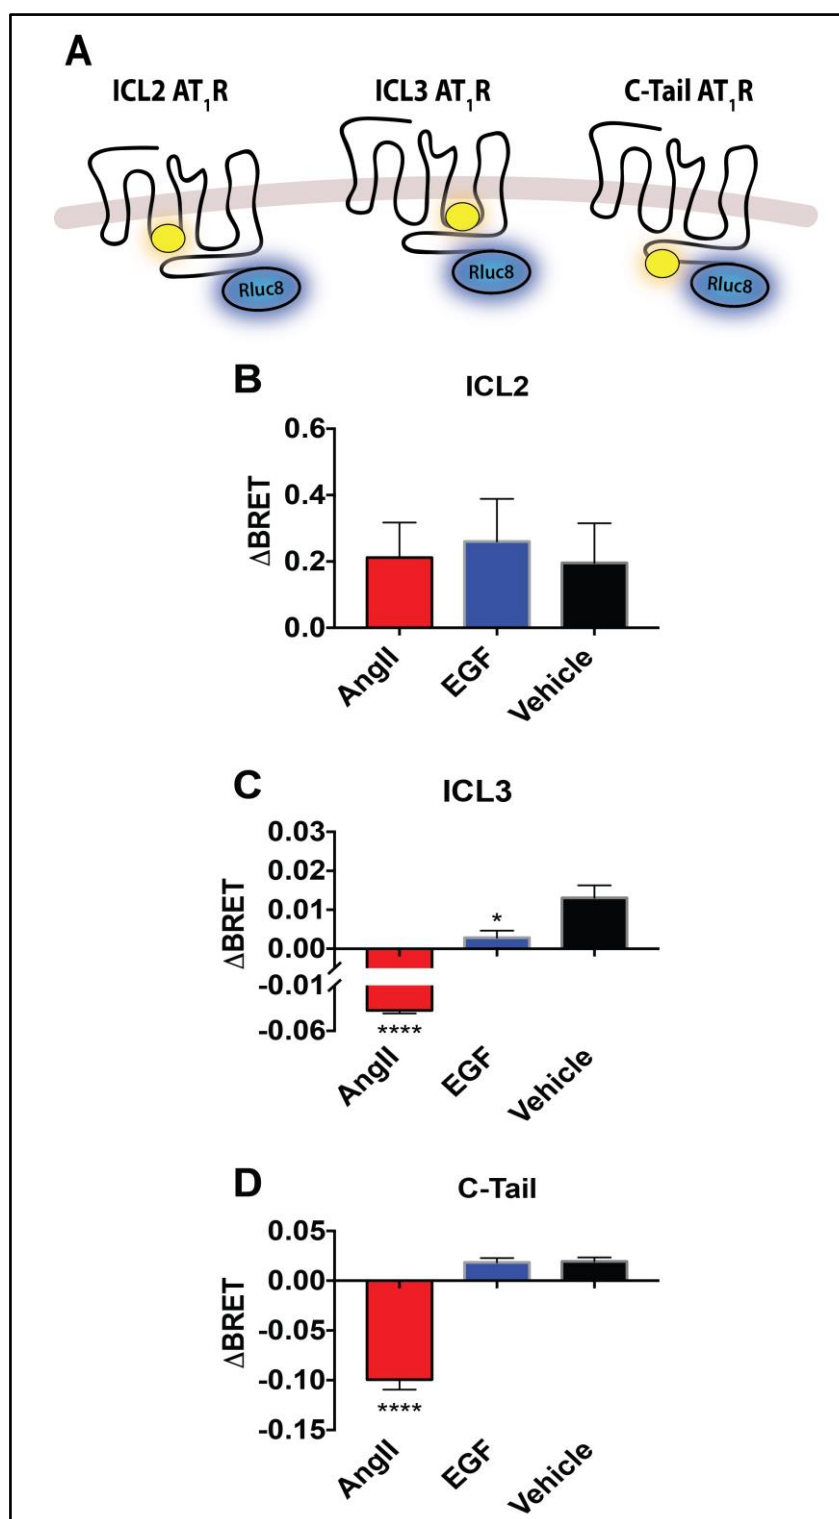 A
ICL2 AT1R
ICL3 AT1R
C-Tail AT1R
Rluc8
Rluc8
Rluc8
B
ICL2
ΔBRET
0.6
0.4
0.2
0.0
AngII
EGF
Vehicle
C
ICL3
ΔBRET
0.03
0.02
0.01
0.00
-0.01
-0.06
*
****
AngII
EGF
Vehicle
D
C-Tail
ΔBRET
0.05
0.00
-0.05
-0.10
-0.15
****
AngII
EGF
Vehicle